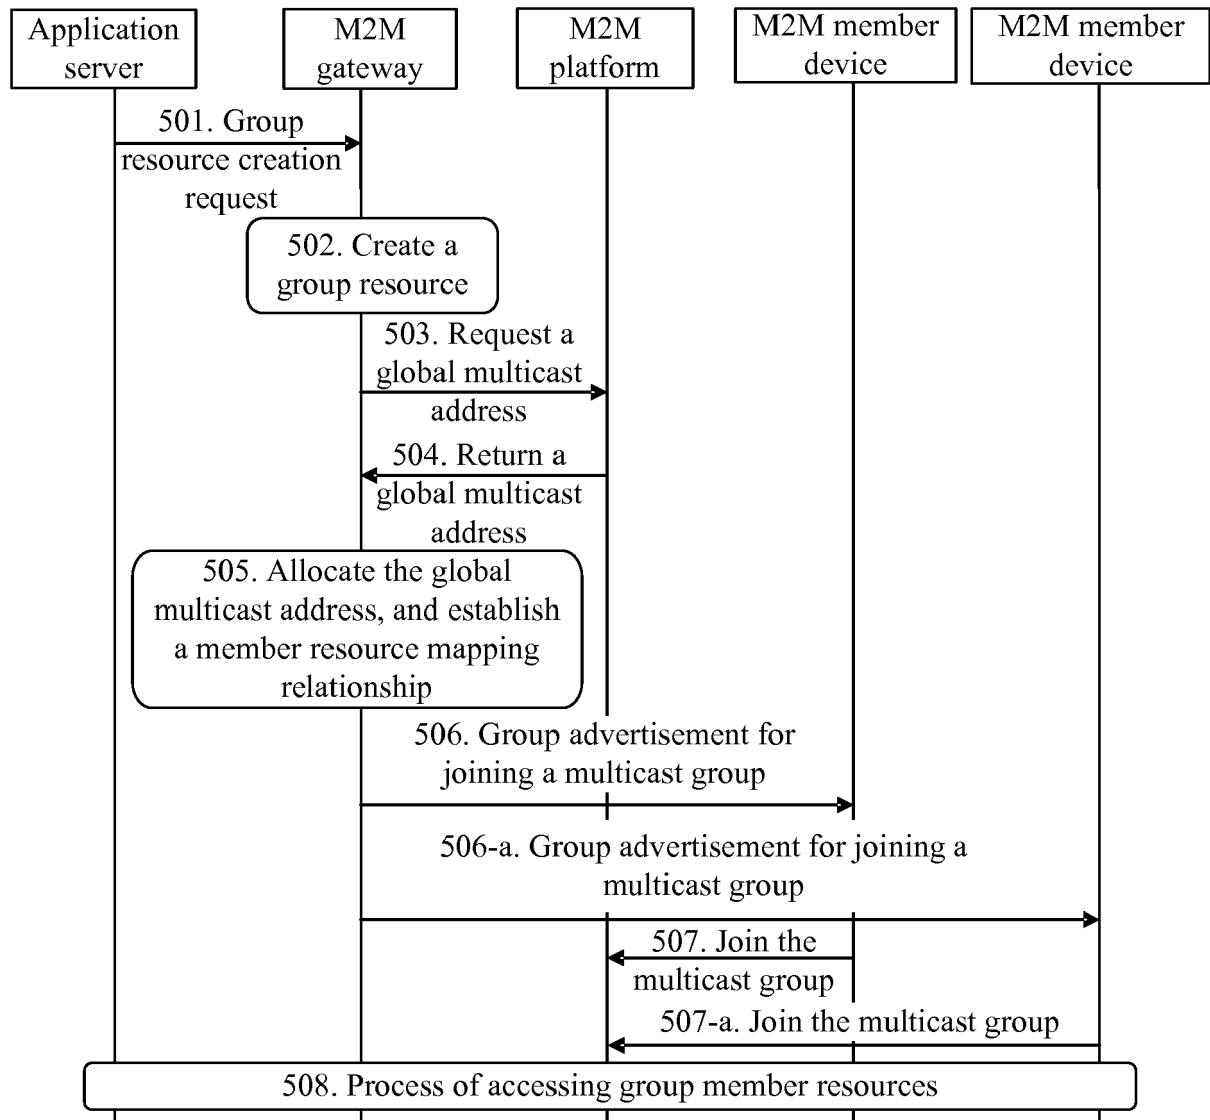 Application
server
M2M
gateway
M2M
platform
M2M member
device
M2M member
device
501. Group
resource creation
request
502. Create a
group resource
503. Request a
global multicast
address
504. Return a
global multicast
address
505. Allocate the global
multicast address, and establish
a member resource mapping
relationship
506. Group advertisement for
joining a multicast group
506-a. Group advertisement for joining a
multicast group
507. Join the
multicast group
507-a. Join the multicast group
508. Process of accessing group member resources